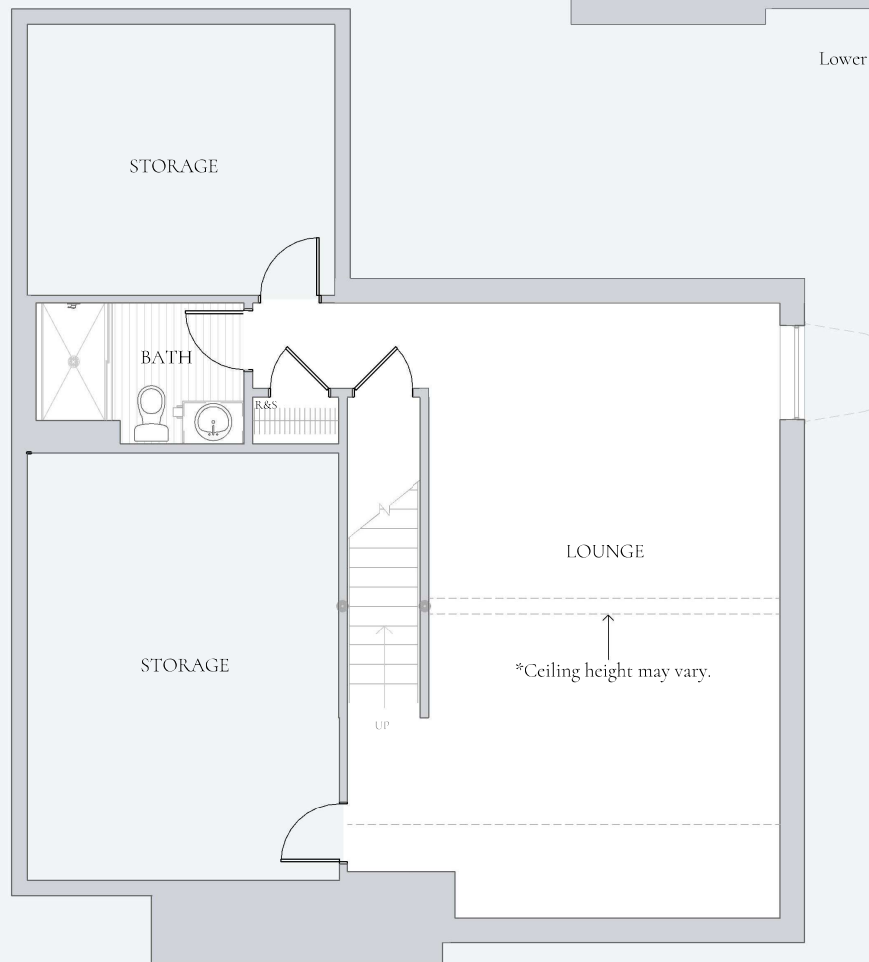 Lower
STORAGE
BATH
R&S
LOUNGE
STORAGE
*Ceiling height may vary.
UP